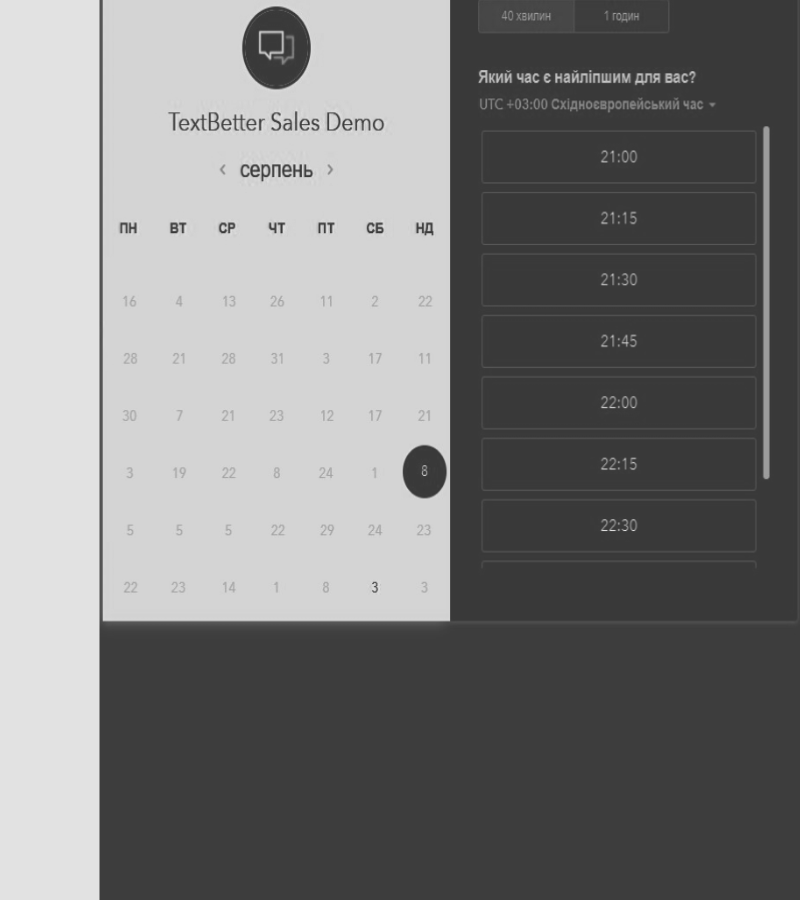 TextBetter Sales Demo
серпень
ПН ВТ СР ЧТ ПТ СБ НД
16 4 13 26 11 2 22
28 21 28 31 3 17 11
30 7 21 23 12 17 21
3 19 22 8 24 1 8
5 5 5 22 29 24 23
22 23 14 1 8 3 3
40 хвилин 1 годин
Який час є найліпшим для вас?
UTC +03:00 Східноєвропейський час
21:00
21:15
21:30
21:45
22:00
22:15
22:30